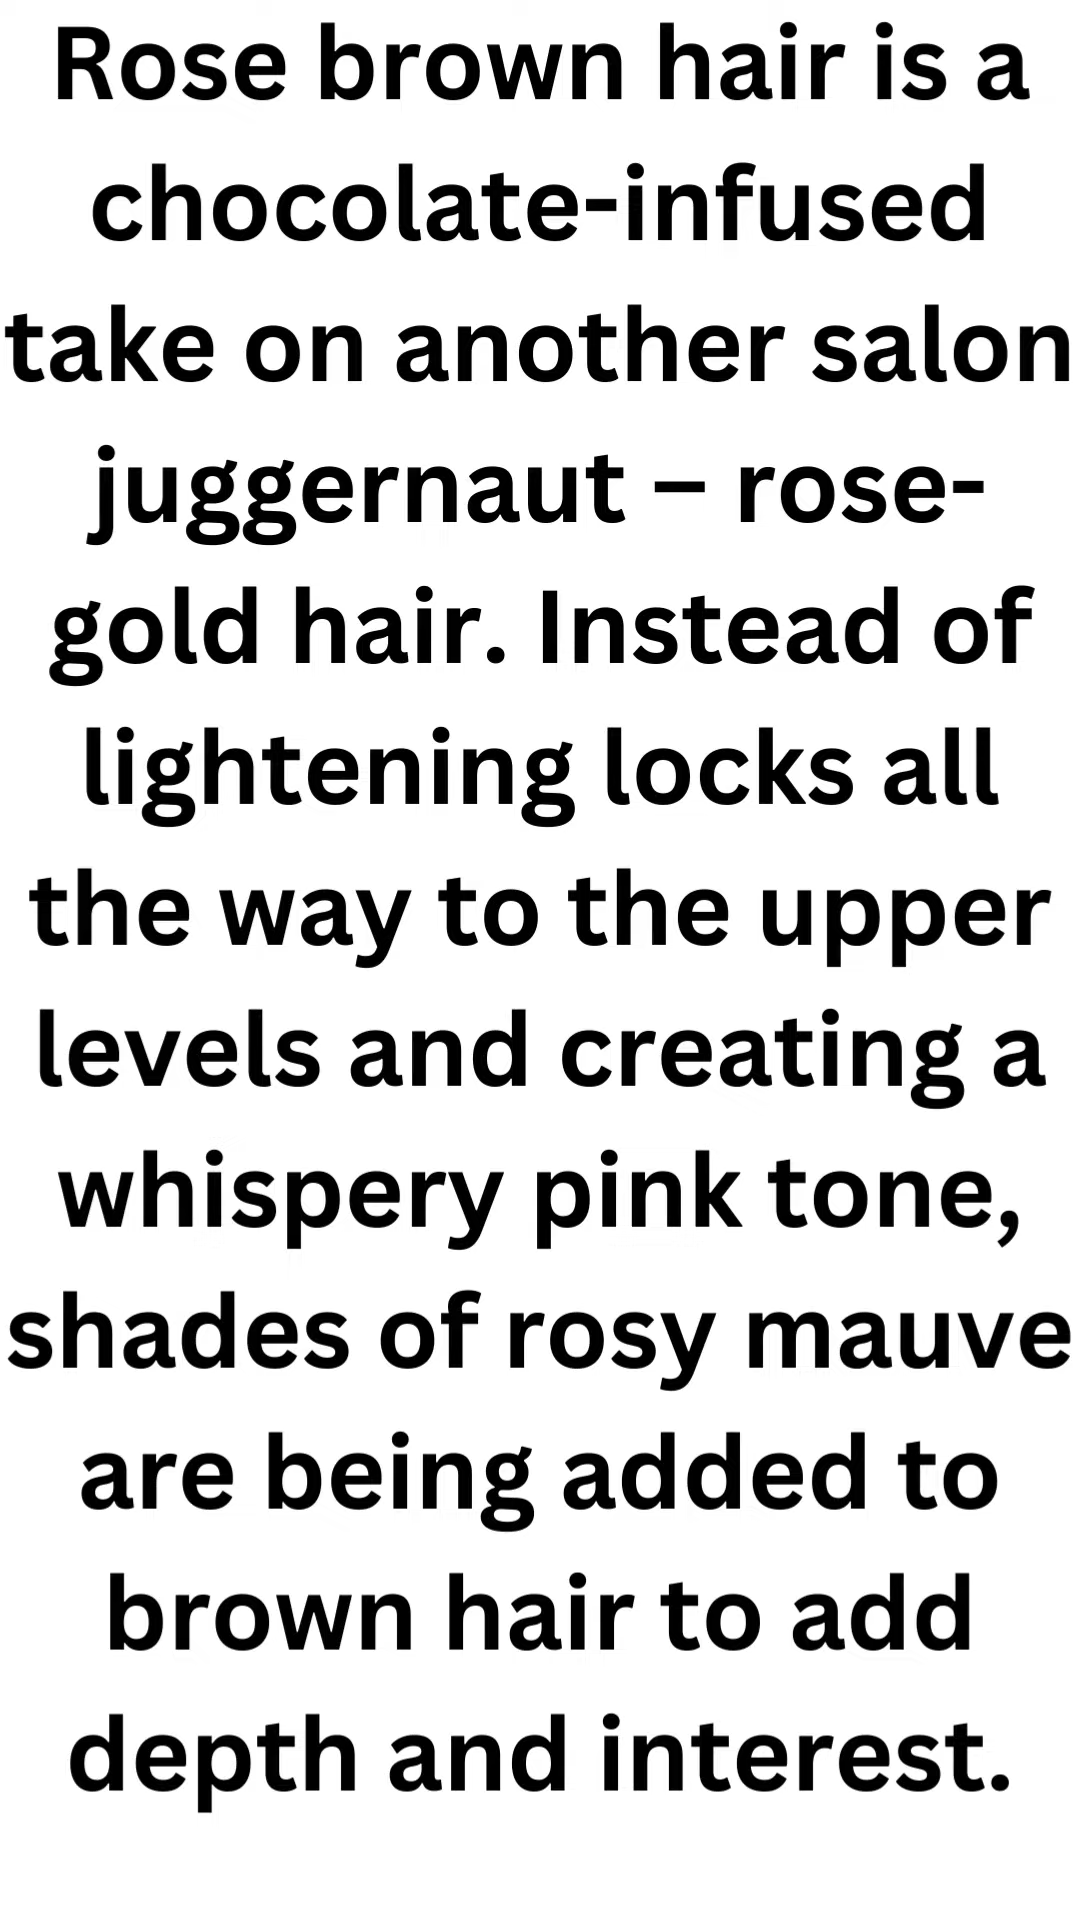 Rose brown hair is a
chocolate-infused
take on another salon
juggernaut – rose-
gold hair. Instead of
lightening locks all
the way to the upper
levels and creating a
whispery pink tone,
shades of rosy mauve
are being added to
brown hair to add
depth and interest.